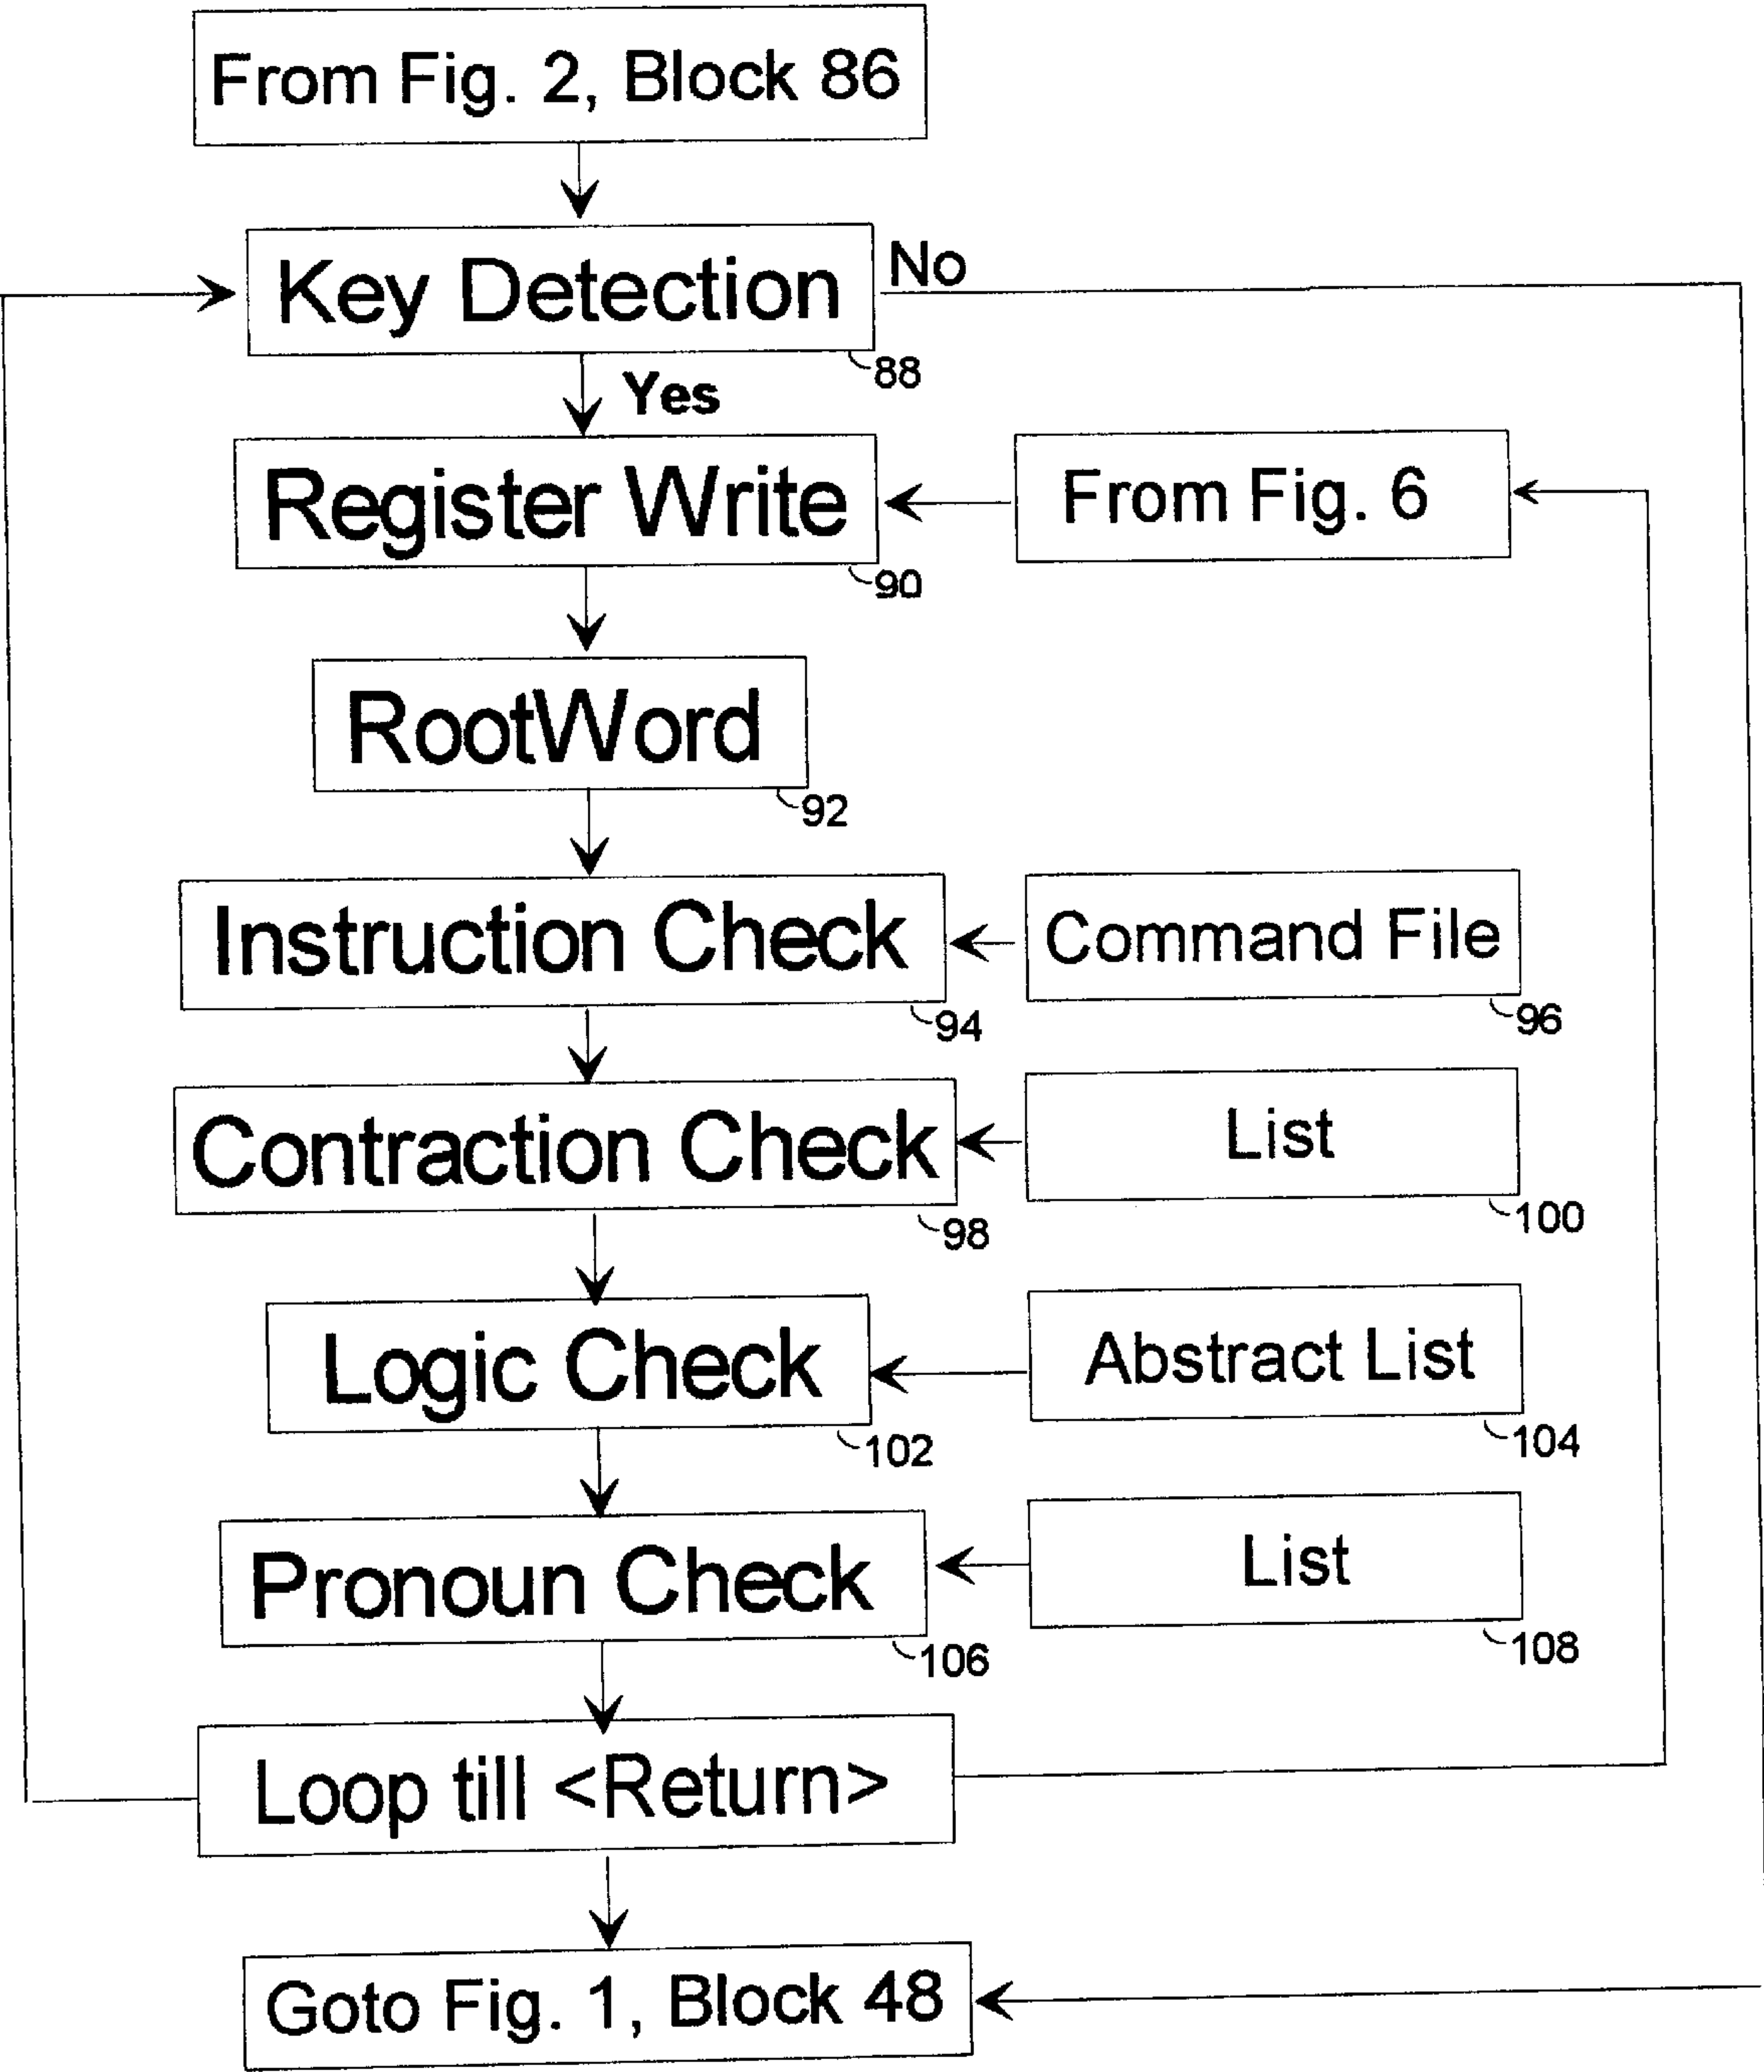 From Fig. 2, Block 86
Key Detection
No
88
Yes
Register Write
From Fig. 6
90
RootWord
92
Instruction Check
Command File
94
96
Contraction Check
List
98
100
Logic Check
Abstract List
102
104
Pronoun Check
List
106
108
Loop till <Return>
Goto Fig. 1, Block 48